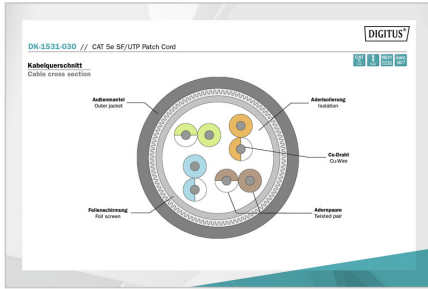 DIGITUS®
DK-1531-030 // CAT 5e SF/UTP Patch Cord
Kabelquerschnitt
Cable cross section
Außenmantel
Outer jacket
Aderisolierung
Isolation
Cu-Draht
Cu-Wire
Folienschirmung
Foil screen
Adernpaare
Twisted pair